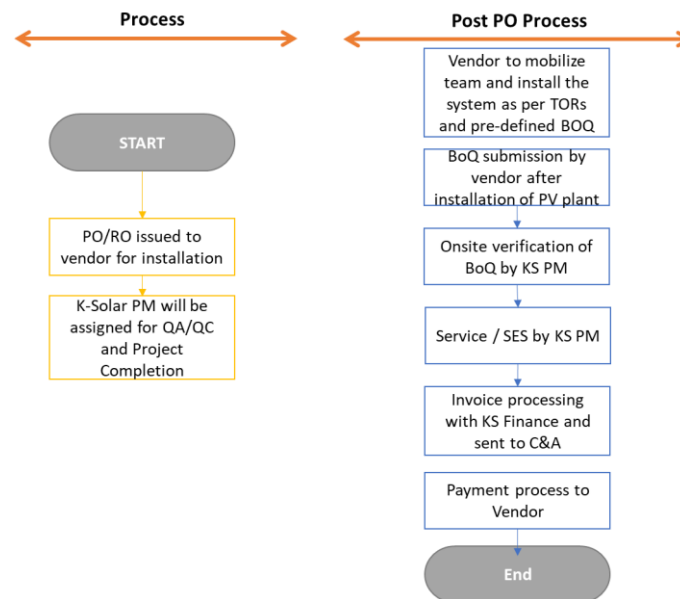 Process
START
PO/RO issued to
vendor for installation
K-Solar PM will be
assigned for QA/QC
and Project
Completion
Post PO Process
Vendor to mobilize
team and install the
system as per TORs
and pre-defined BOQ
BoQ submission by
vendor after
installation of PV plant
Onsite verification of
BoQ by KS PM
Service / SES by KS PM
Invoice processing
with KS Finance and
sent to C&A
Payment process to
Vendor
End